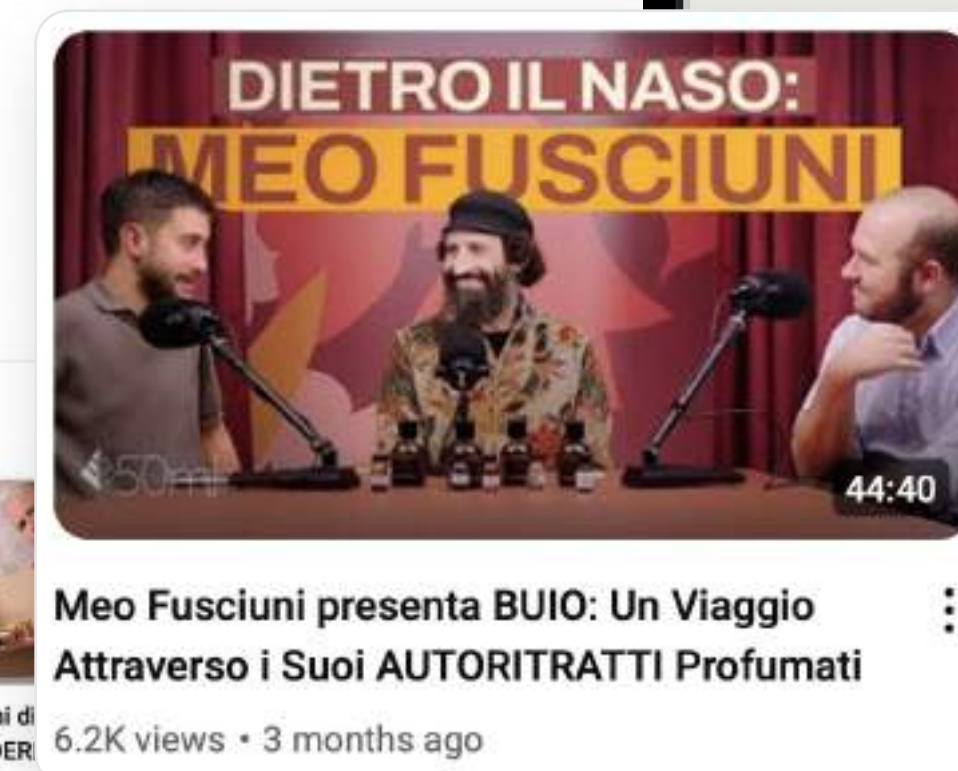 DIETRO IL NASO:
MEO FUSCIUNI
50ml
44:40
Meo Fusciuni presenta BUIO: Un Viaggio
Attraverso i Suoi AUTORITRATTI Profumati
6.2K views • 3 months ago